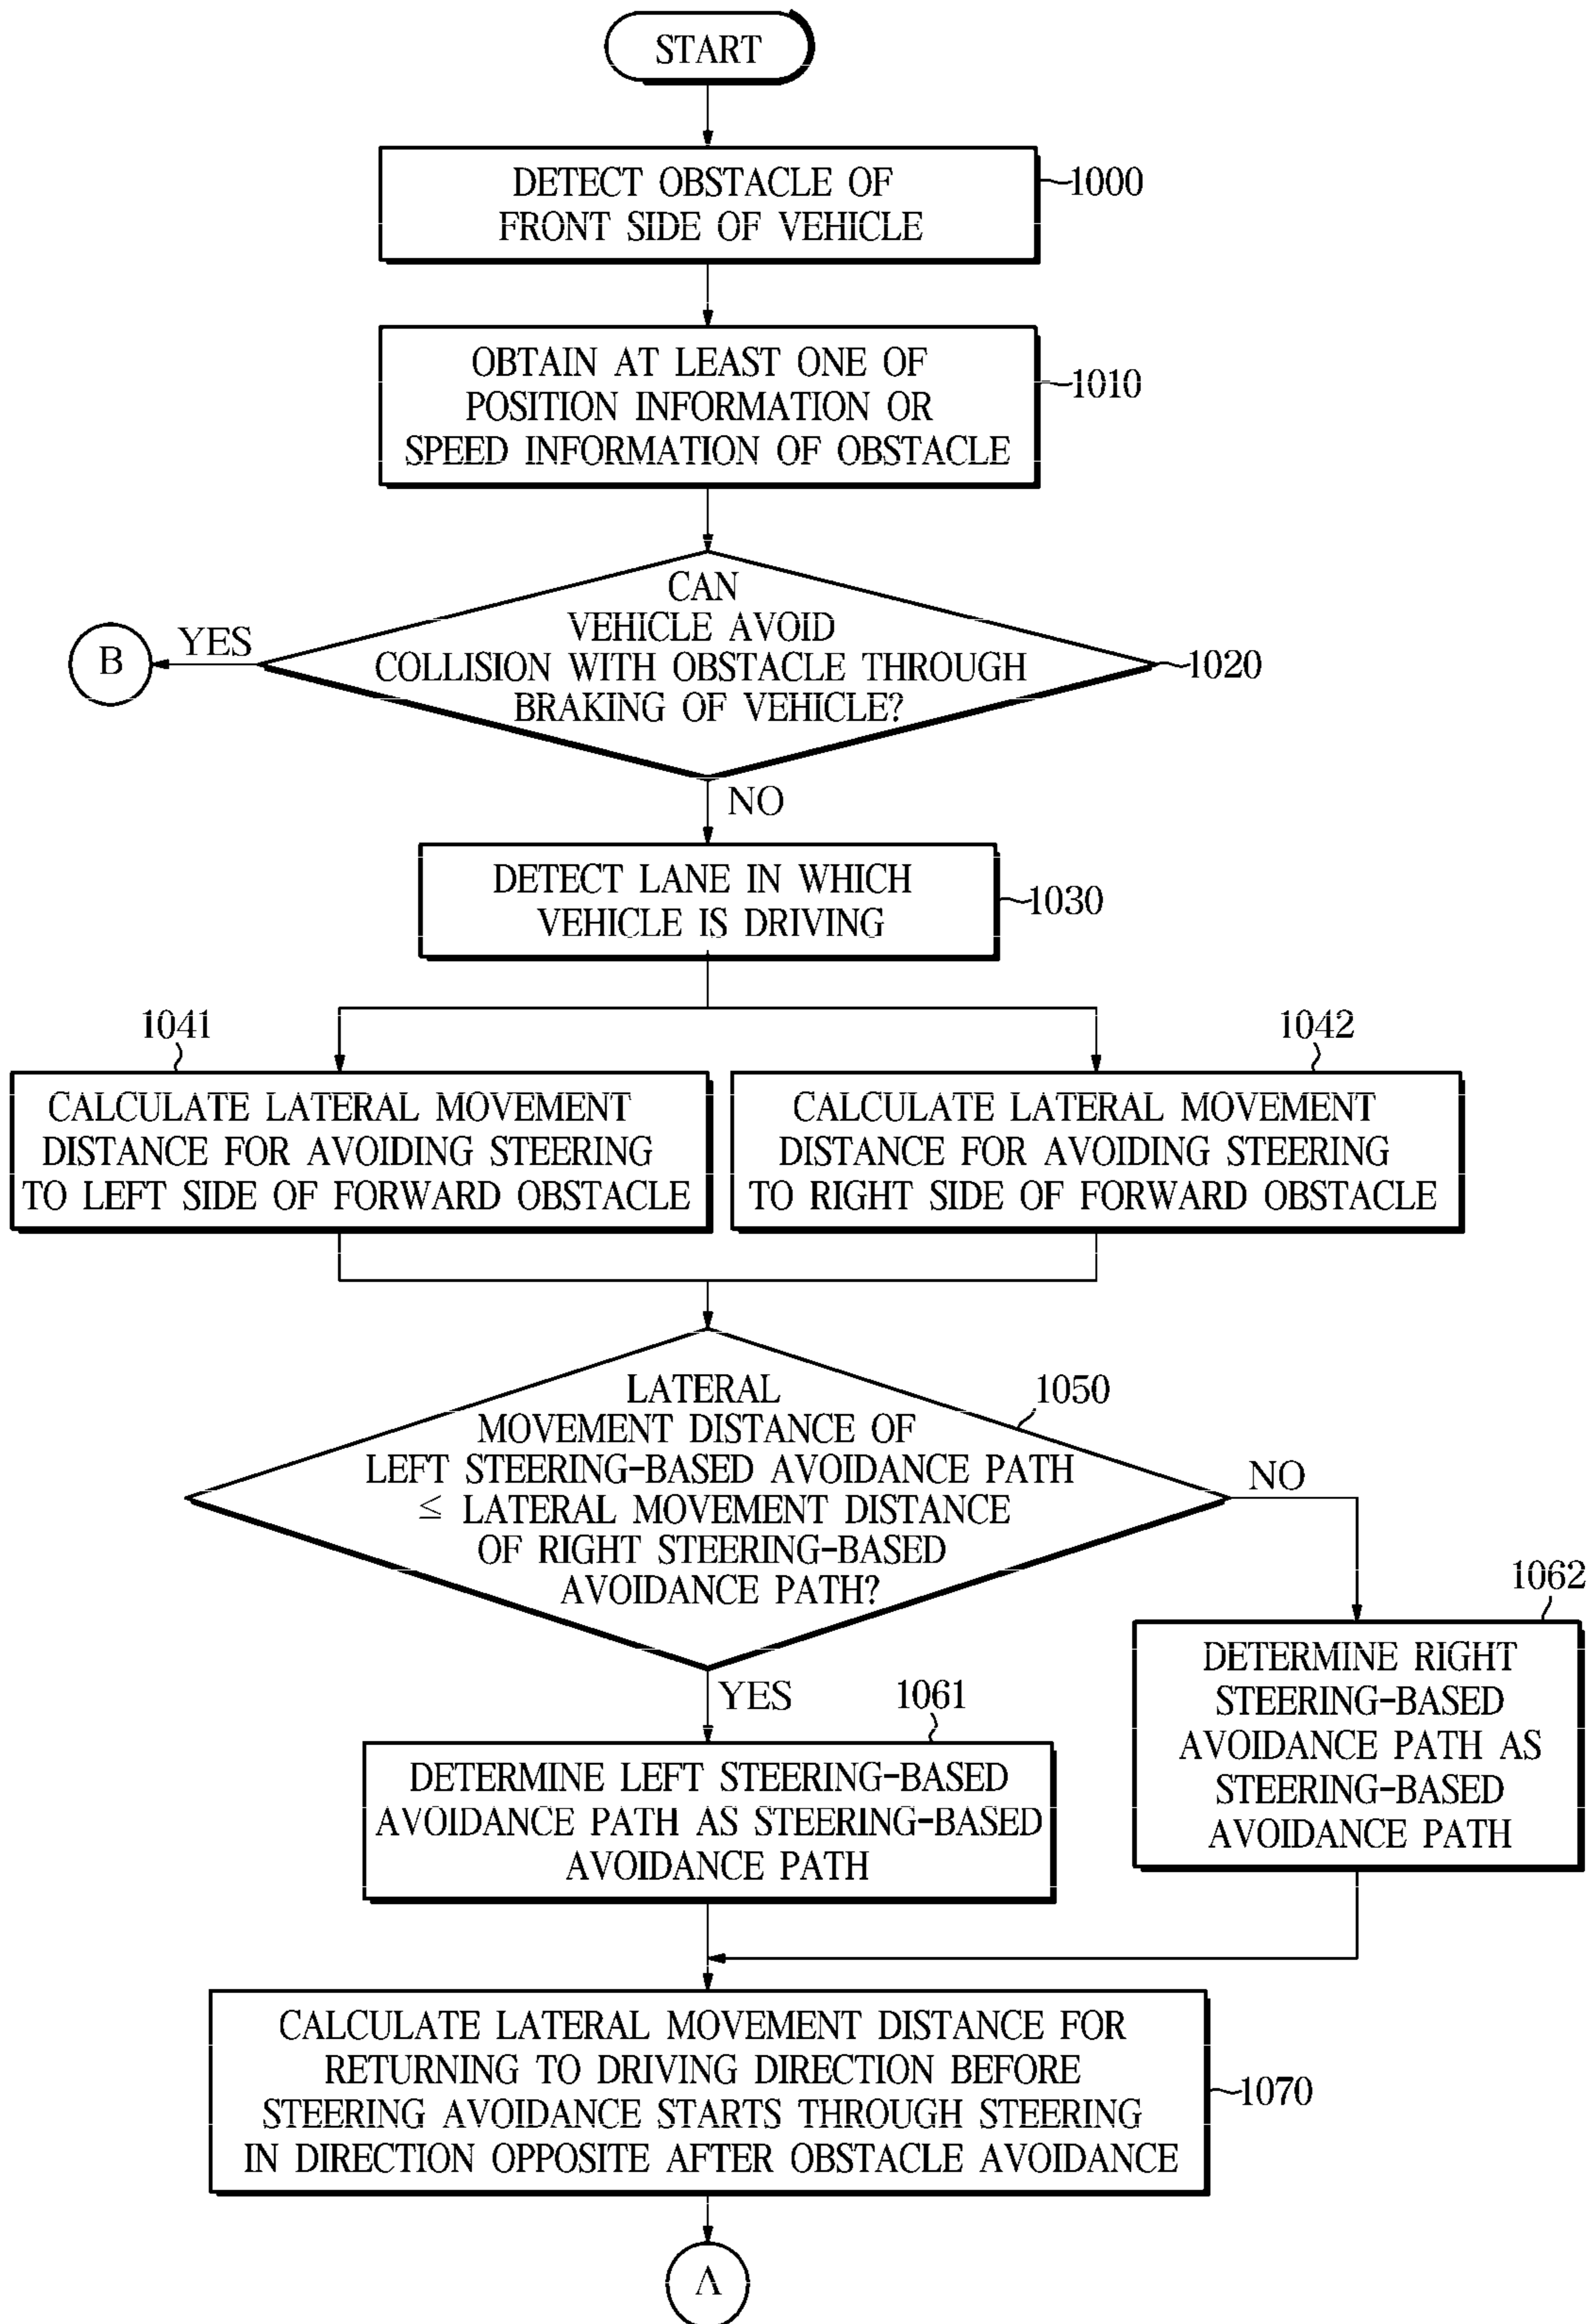 START
DETECT OBSTACLE OF
FRONT SIDE OF VEHICLE
1000
OBTAIN AT LEAST ONE OF
POSITION INFORMATION OR
SPEED INFORMATION OF OBSTACLE
1010
CAN
VEHICLE AVOID
COLLISION WITH OBSTACLE THROUGH
BRAKING OF VEHICLE?
1020
YES
B
NO
DETECT LANE IN WHICH
VEHICLE IS DRIVING
1030
1041
CALCULATE LATERAL MOVEMENT
DISTANCE FOR AVOIDING STEERING
TO LEFT SIDE OF FORWARD OBSTACLE
1042
CALCULATE LATERAL MOVEMENT
DISTANCE FOR AVOIDING STEERING
TO RIGHT SIDE OF FORWARD OBSTACLE
LATERAL
MOVEMENT DISTANCE OF
LEFT STEERING-BASED AVOIDANCE PATH
≤ LATERAL MOVEMENT DISTANCE
OF RIGHT STEERING-BASED
AVOIDANCE PATH?
1050
NO
YES
1061
DETERMINE LEFT STEERING-BASED
AVOIDANCE PATH AS STEERING-BASED
AVOIDANCE PATH
1062
DETERMINE RIGHT
STEERING-BASED
AVOIDANCE PATH AS
STEERING-BASED
AVOIDANCE PATH
CALCULATE LATERAL MOVEMENT DISTANCE FOR
RETURNING TO DRIVING DIRECTION BEFORE
STEERING AVOIDANCE STARTS THROUGH STEERING
IN DIRECTION OPPOSITE AFTER OBSTACLE AVOIDANCE
1070
A